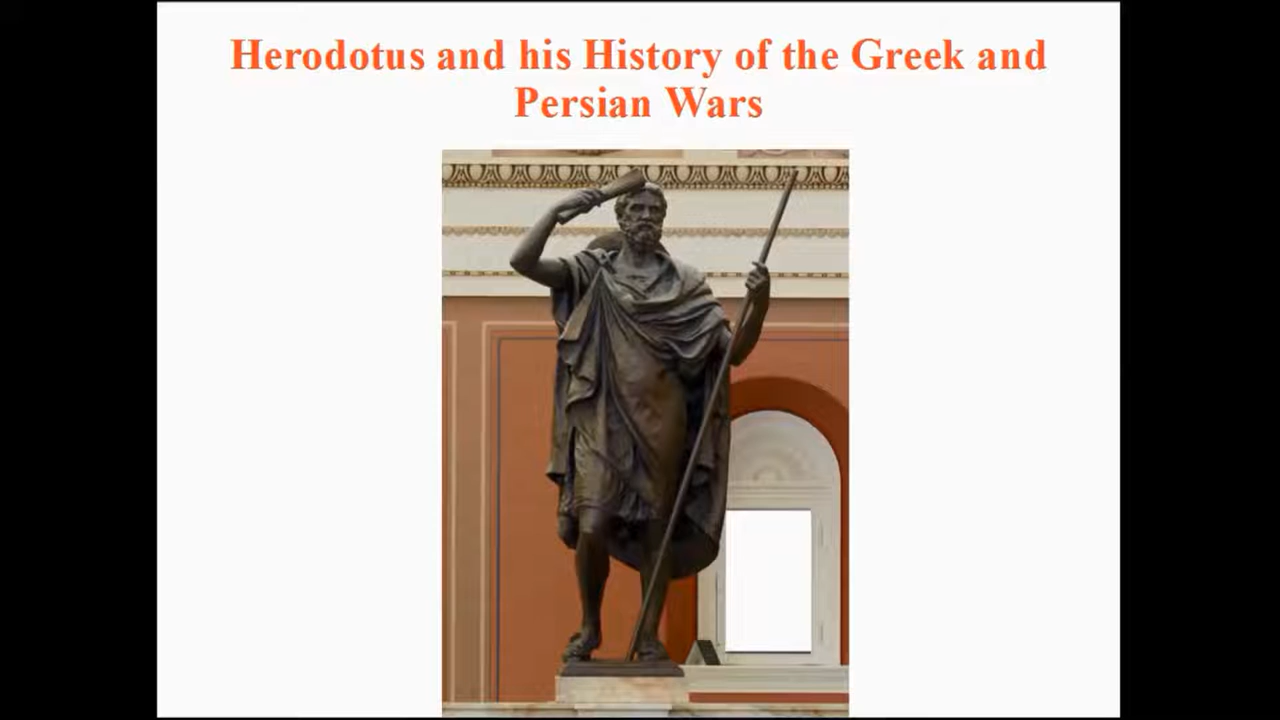 Herodotus and his History of the Greek and
Persian Wars